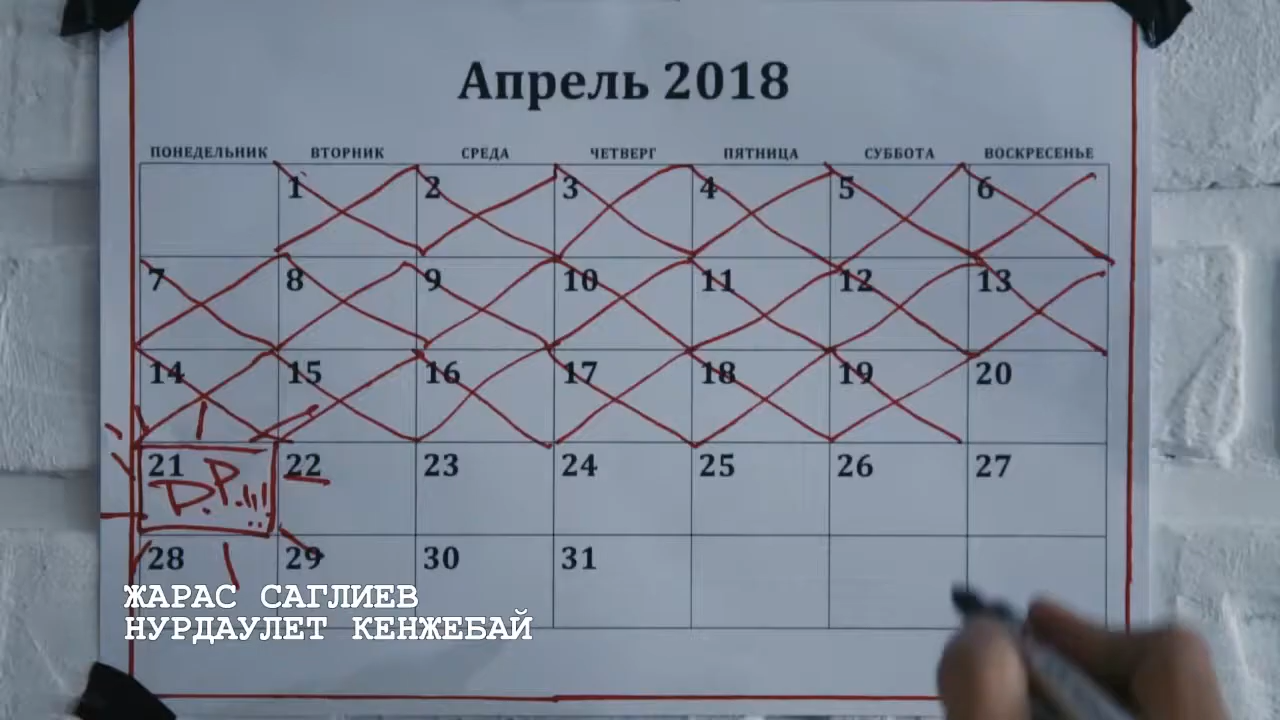 Апрель 2018
ПОНЕДЕЛЬНИК ВТОРНИК СРЕДА ЧЕТВЕРГ ПЯТНИЦА СУББОТА ВОСКРЕСЕНЬЕ
1 2 3 4 5 6
7 8 9 10 11 12 13
14 15 16 17 18 19 20
21 22 23 24 25 26 27
D.P...!!!
28 29 30 31
ЖАРАС САГЛИЕВ
НУРДАУЛЕТ КЕНЖЕБАЙ